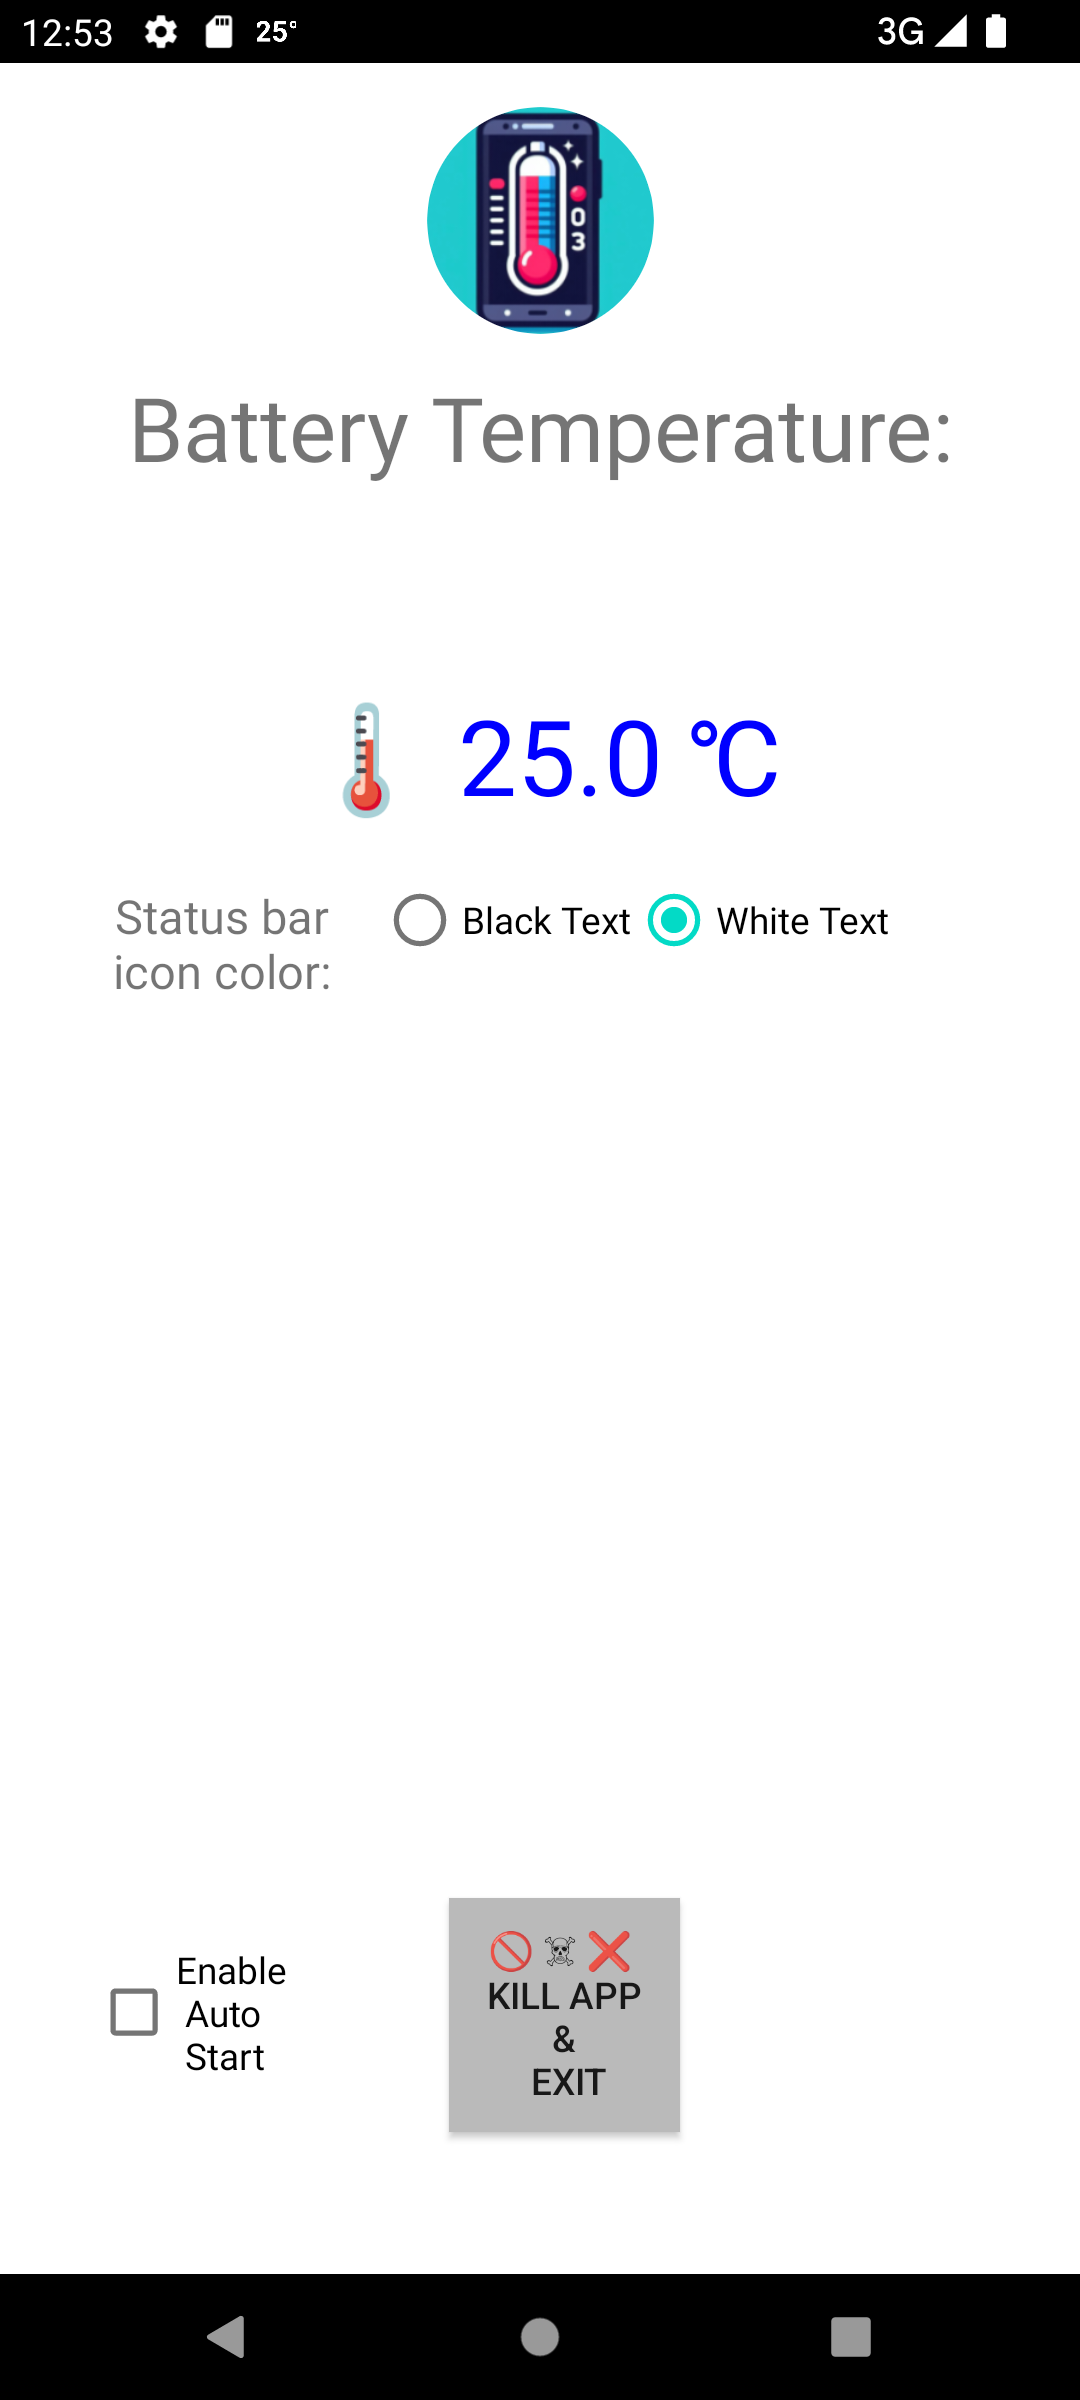 12:53 25° 3G
03
Battery Temperature:
25.0 ℃
Status bar
icon color:
Black Text
White Text
Enable
Auto
Start
KILL APP
&
EXIT